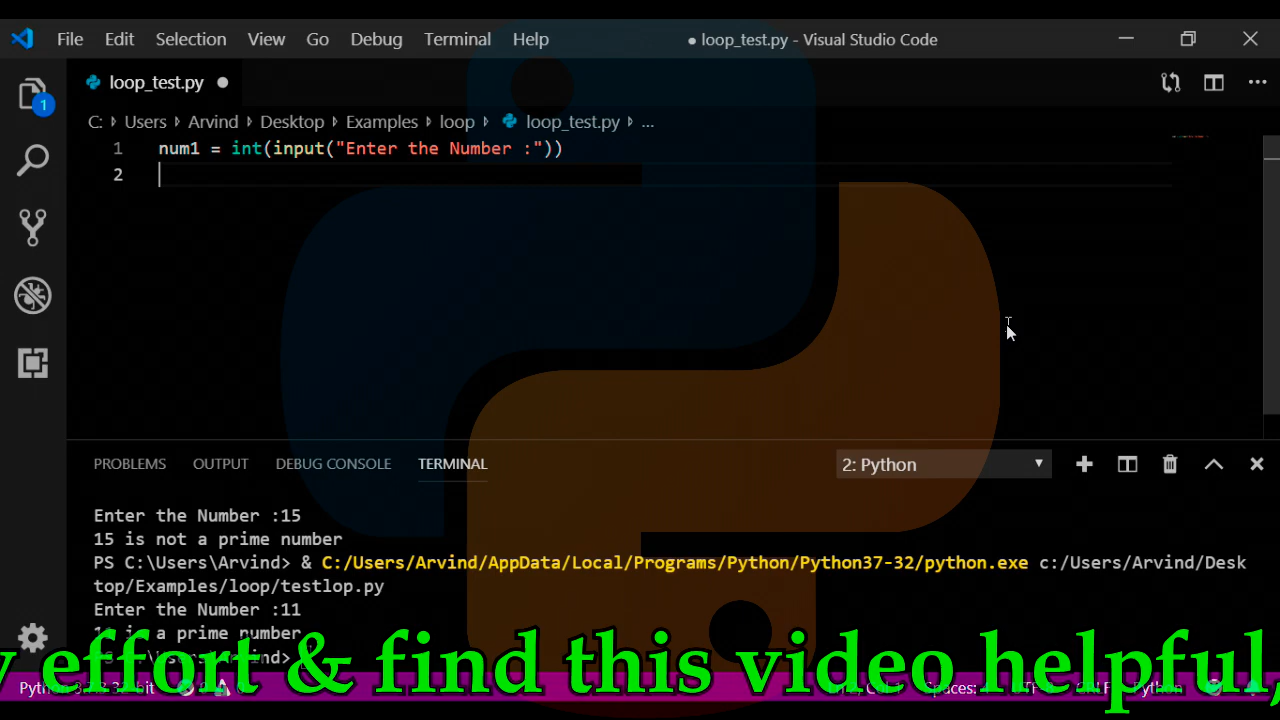 File Edit Selection View Go Debug Terminal Help ● loop_test.py - Visual Studio Code
loop_test.py ●
1
C: Users Arvind Desktop Examples loop loop_test.py ...
1 num1 = int(input("Enter the Number :"))
2
PROBLEMS OUTPUT DEBUG CONSOLE TERMINAL 2: Python
Enter the Number :15
15 is not a prime number
PS C:\Users\Arvind> & C:/Users/Arvind/AppData/Local/Programs/Python/Python37-32/python.exe c:/Users/Arvind/Desk
top/Examples/loop/testlop.py
Enter the Number :11
11 is a prime number
effort & find this video helpful,
Python